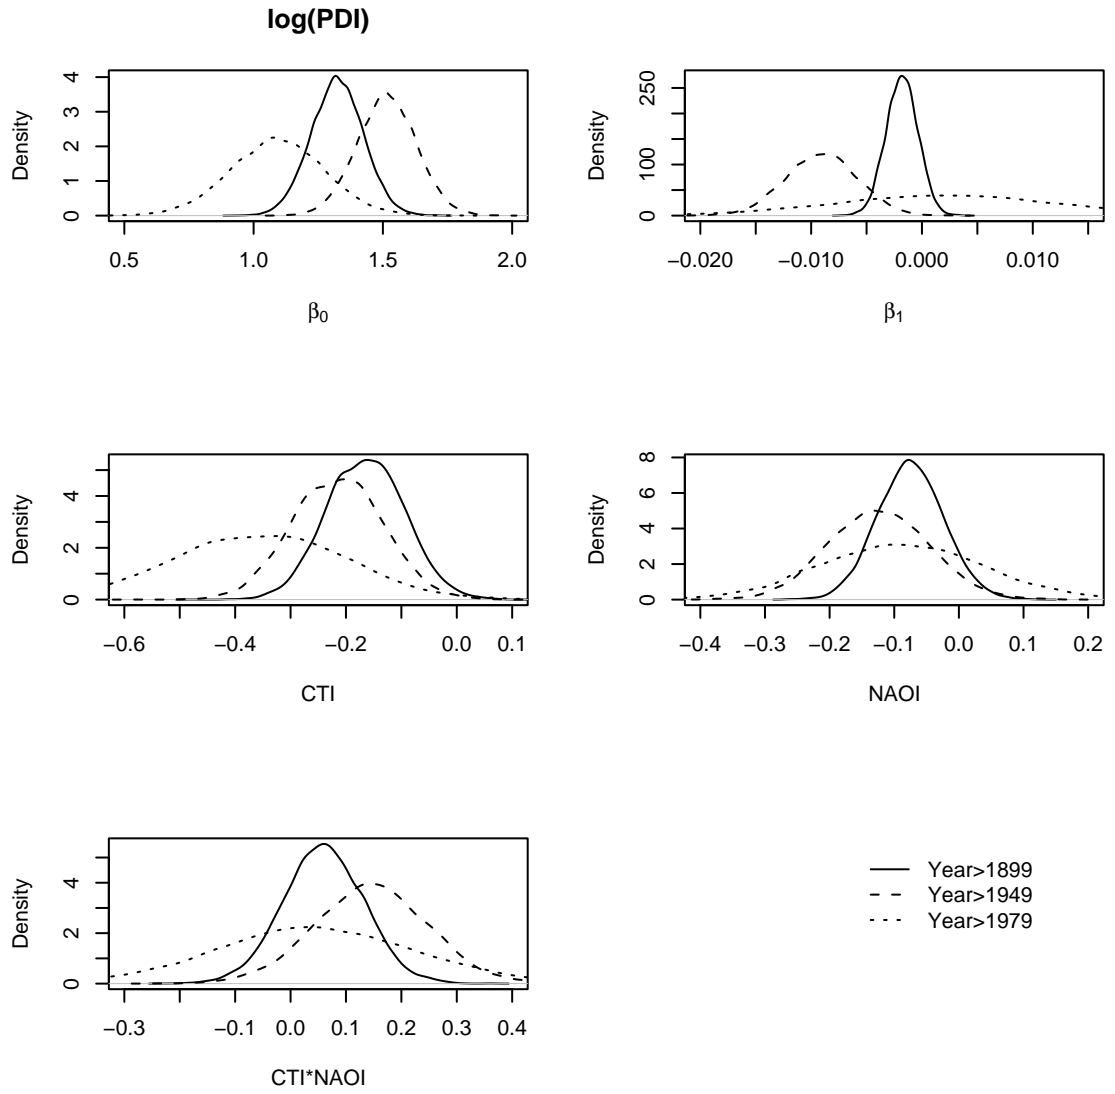 log(PDI)
Density
4
3
2
1
0
0.5 1.0 1.5 2.0
β0
Density
250
100
0
−0.020 −0.010 0.000 0.010
β1
Density
4
2
0
−0.6 −0.4 −0.2 0.0 0.1
CTI
Density
8
6
4
2
0
−0.4 −0.3 −0.2 −0.1 0.0 0.1 0.2
NAOI
Density
4
2
0
−0.3 −0.1 0.0 0.1 0.2 0.3 0.4
CTI*NAOI
Year>1899
Year>1949
Year>1979